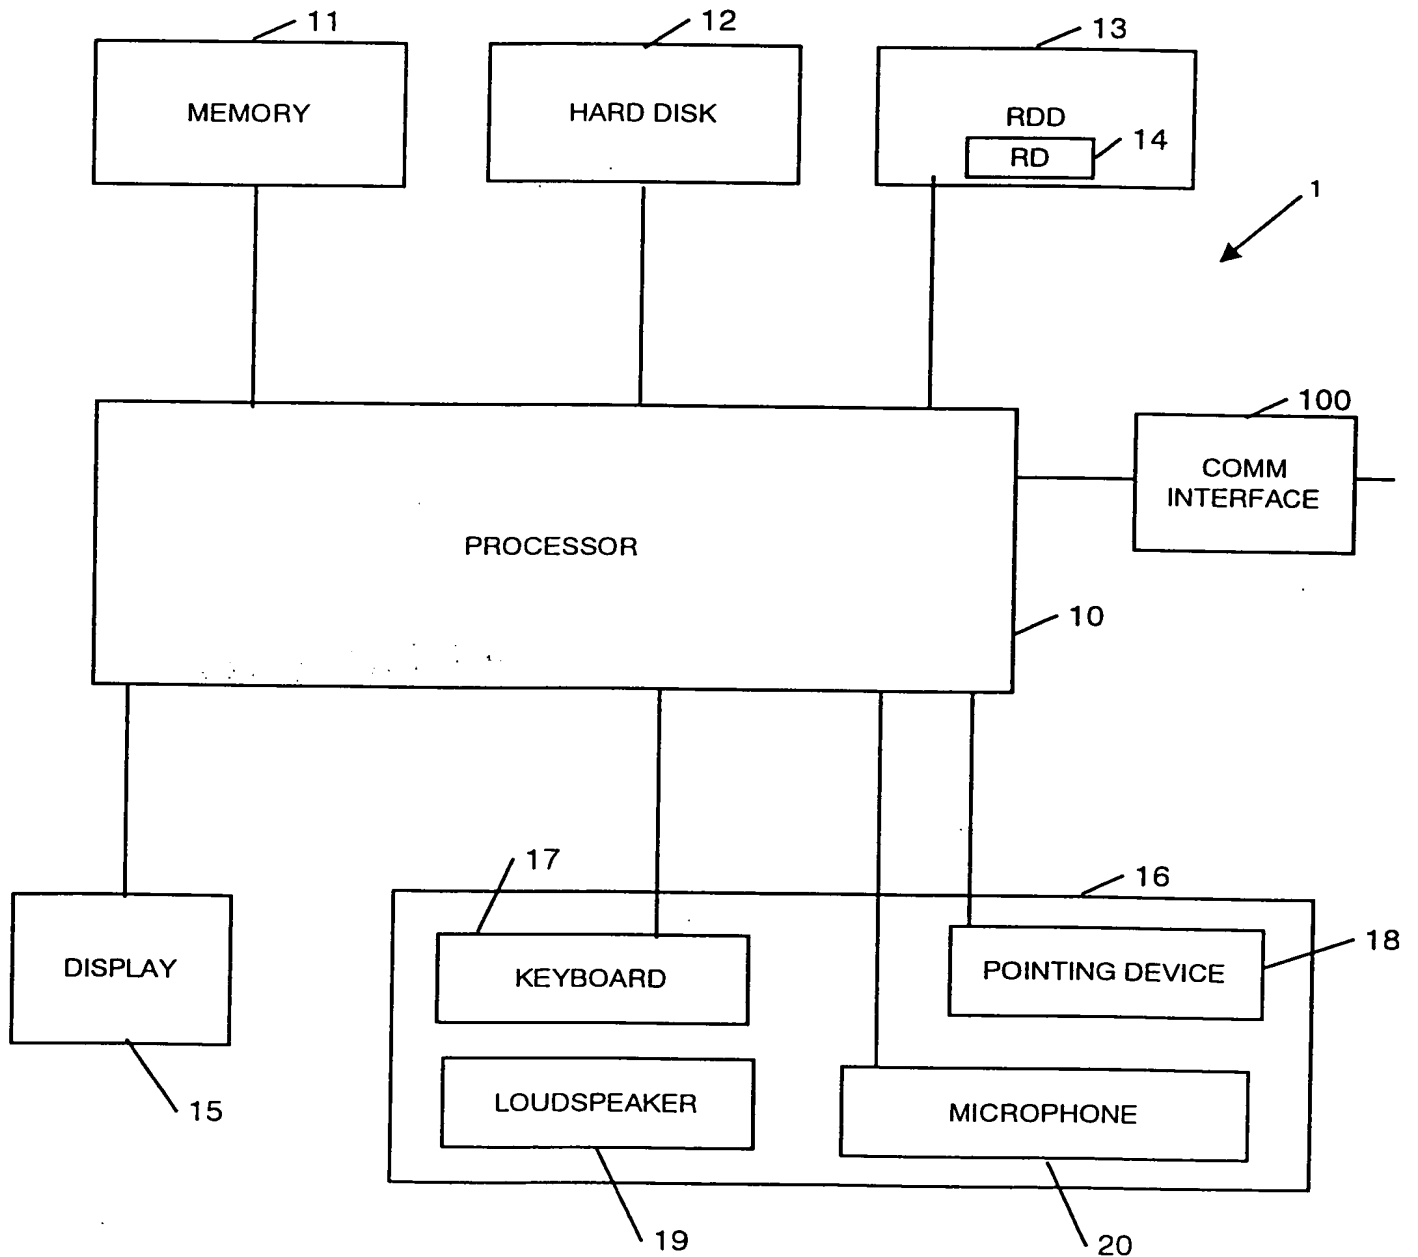 11
12
13
MEMORY
HARD DISK
RDD
14
RD
1
100
COMM
INTERFACE
PROCESSOR
10
17
16
18
DISPLAY
KEYBOARD
POINTING DEVICE
15
LOUDSPEAKER
MICROPHONE
19
20